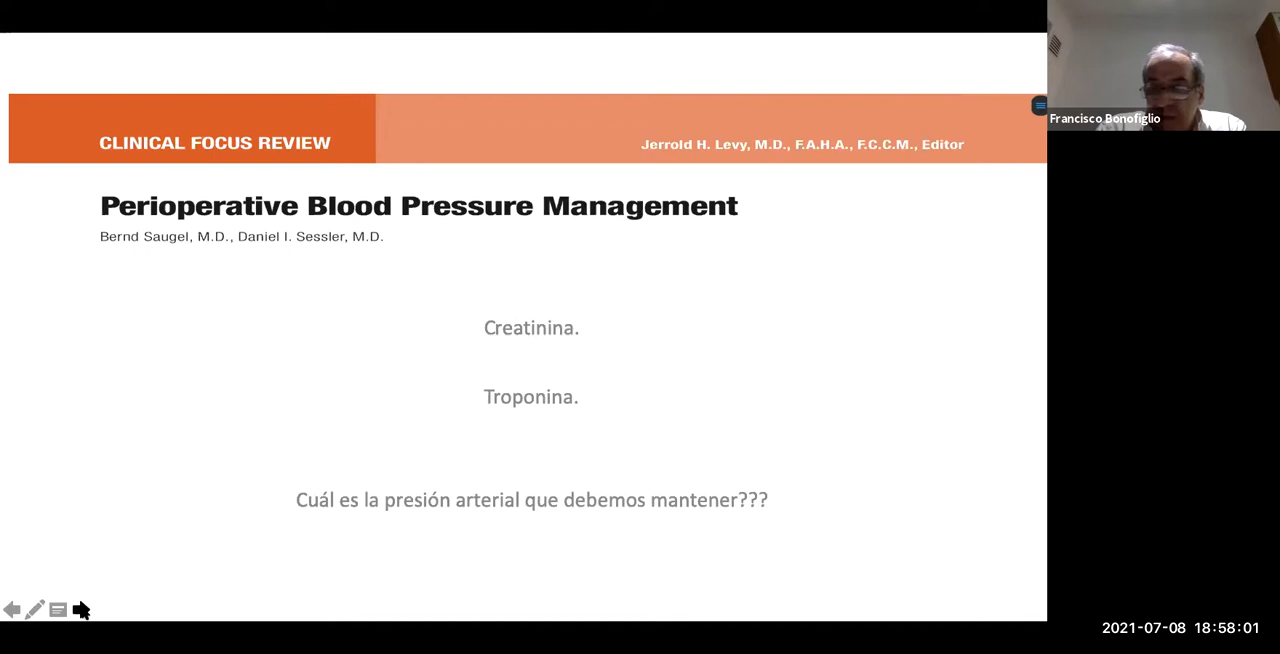 CLINICAL FOCUS REVIEW
Jerrold H. Levy, M.D., F.A.H.A., F.C.C.M., Editor
Francisco Bonofiglio
Perioperative Blood Pressure Management
Bernd Saugel, M.D., Daniel I. Sessler, M.D.
Creatinina.
Troponina.
Cuál es la presión arterial que debemos mantener???
2021-07-08 18:58:01